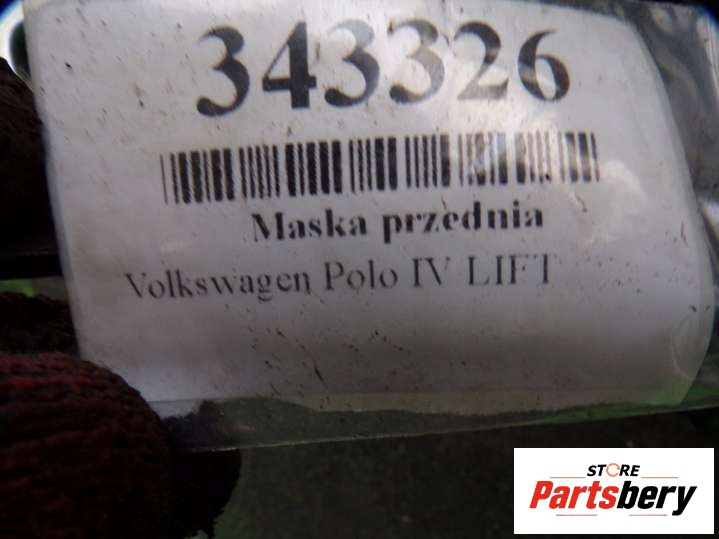 343326
Maska przednia
Volkswagen Polo IV LIFT
STORE
Partsbery